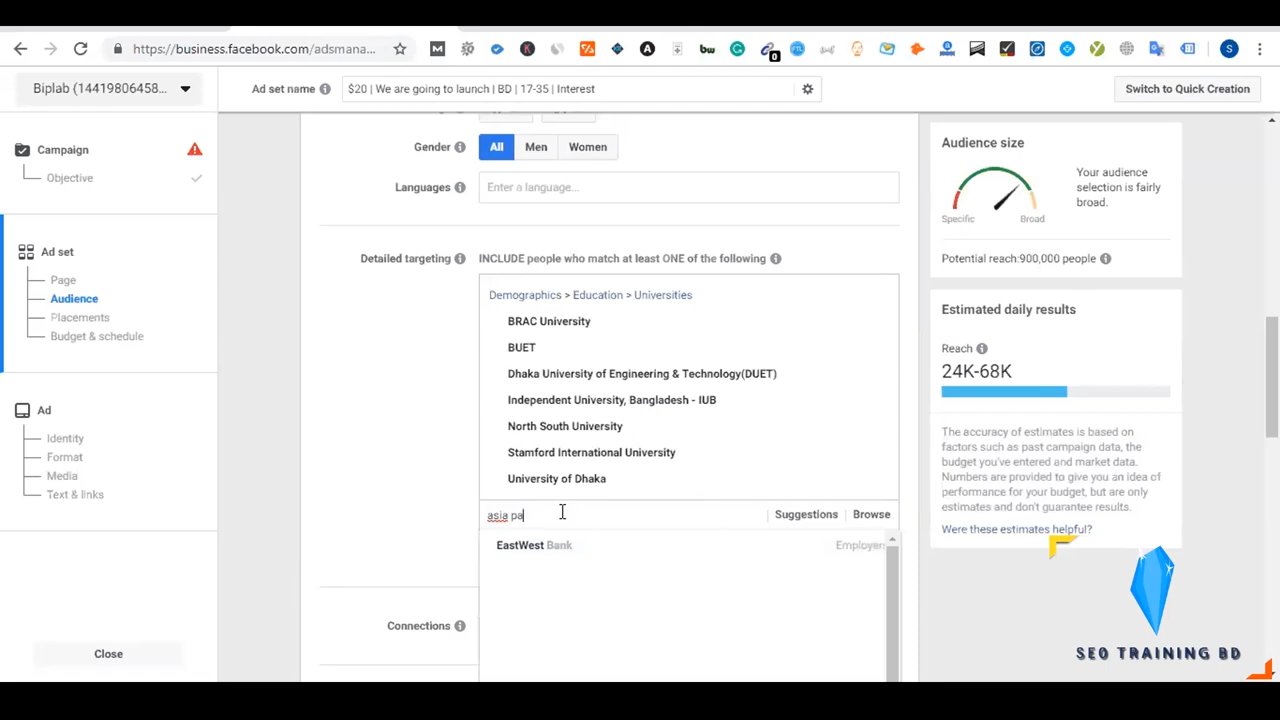 https://business.facebook.com/adsmana...
Biplab (14419806458...
Ad set name
$20 | We are going to launch | BD | 17-35 | Interest
Switch to Quick Creation
Campaign
Objective
Ad set
Page
Audience
Placements
Budget & schedule
Ad
Identity
Format
Media
Text & links
Close
Gender
All
Men
Women
Languages
Enter a language...
Detailed targeting
INCLUDE people who match at least ONE of the following
Demographics > Education > Universities
BRAC University
BUET
Dhaka University of Engineering & Technology(DUET)
Independent University, Bangladesh - IUB
North South University
Stamford International University
University of Dhaka
asia pa
Suggestions
Browse
EastWest Bank
Employers
Connections
Audience size
Specific
Broad
Your audience
selection is fairly
broad.
Potential reach:900,000 people
Estimated daily results
Reach
24K-68K
The accuracy of estimates is based on
factors such as past campaign data, the
budget you've entered and market data.
Numbers are provided to give you an idea of
performance for your budget, but are only
estimates and don't guarantee results.
Were these estimates helpful?
SEO TRAINING BD